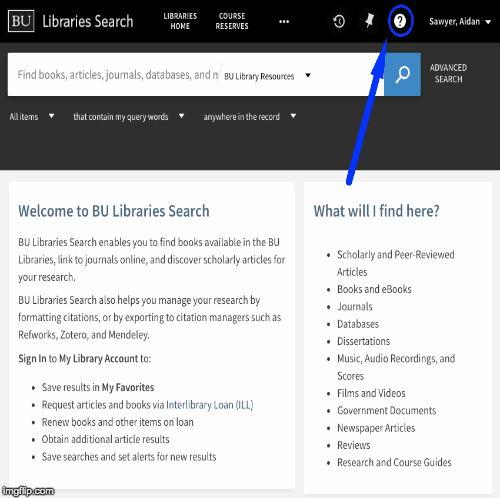 BU Libraries Search LIBRARIES HOME COURSE RESERVES ••• ? Sawyer, Aidan ▼
Find books, articles, journals, databases, and m BU Library Resources ▼ ADVANCED SEARCH
All items ▼ that contain my query words ▼ anywhere in the record ▼
Welcome to BU Libraries Search
BU Libraries Search enables you to find books available in the BU
Libraries, link to journals online, and discover scholarly articles for
your research.
BU Libraries Search also helps you manage your research by
formatting citations, or by exporting to citation managers such as
Refworks, Zotero, and Mendeley.
Sign In to My Library Account to:
• Save results in My Favorites
• Request articles and books via Interlibrary Loan (ILL)
• Renew books and other items on loan
• Obtain additional article results
• Save searches and set alerts for new results
What will I find here?
• Scholarly and Peer-Reviewed
Articles
• Books and eBooks
• Journals
• Databases
• Dissertations
• Music, Audio Recordings, and
Scores
• Films and Videos
• Government Documents
• Newspaper Articles
• Reviews
• Research and Course Guides
imgflip.com